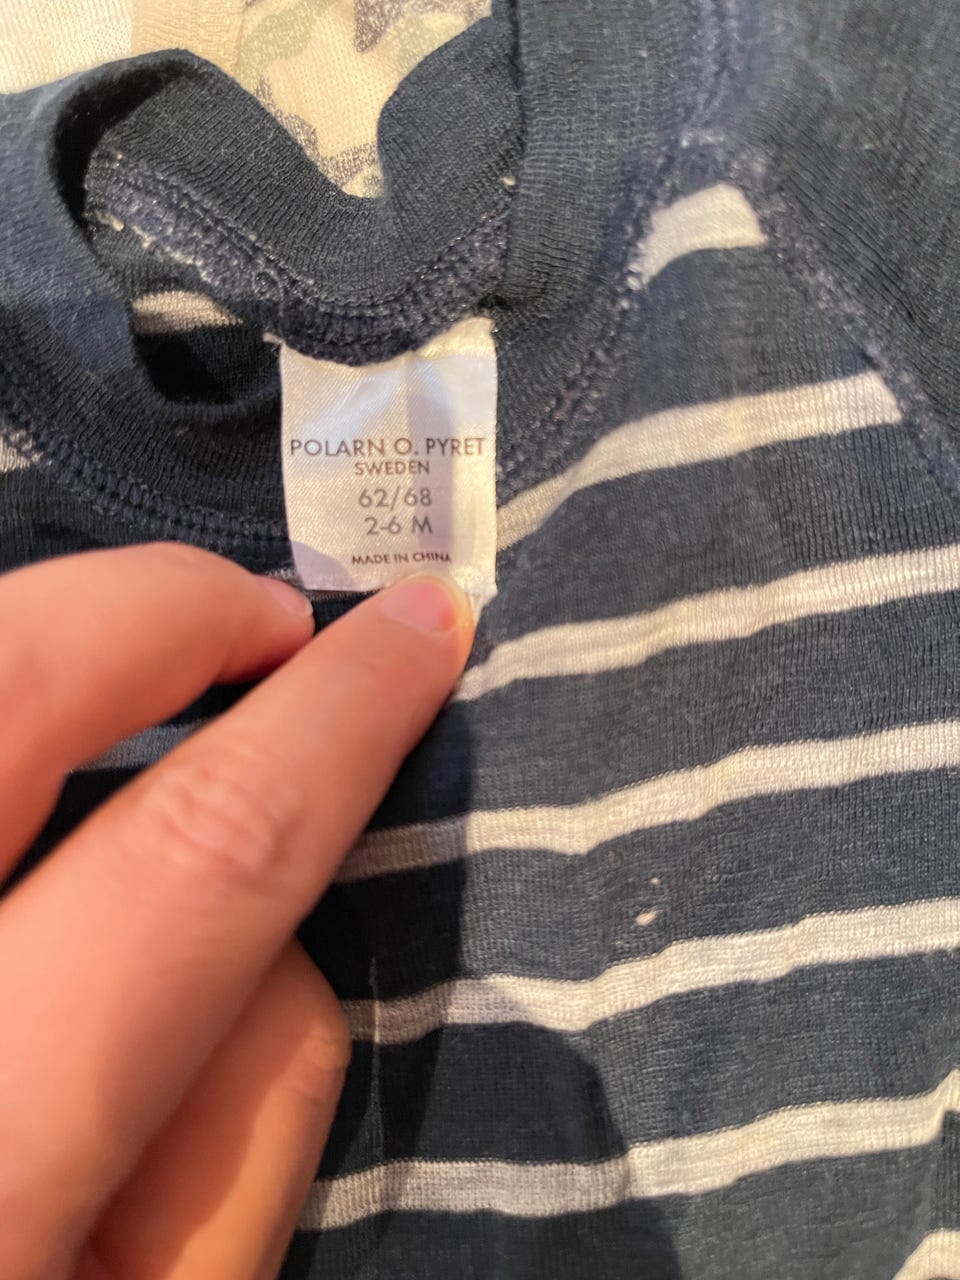 POLARN O. PYRET
SWEDEN
62/68
2-6 M
MADE IN CHINA